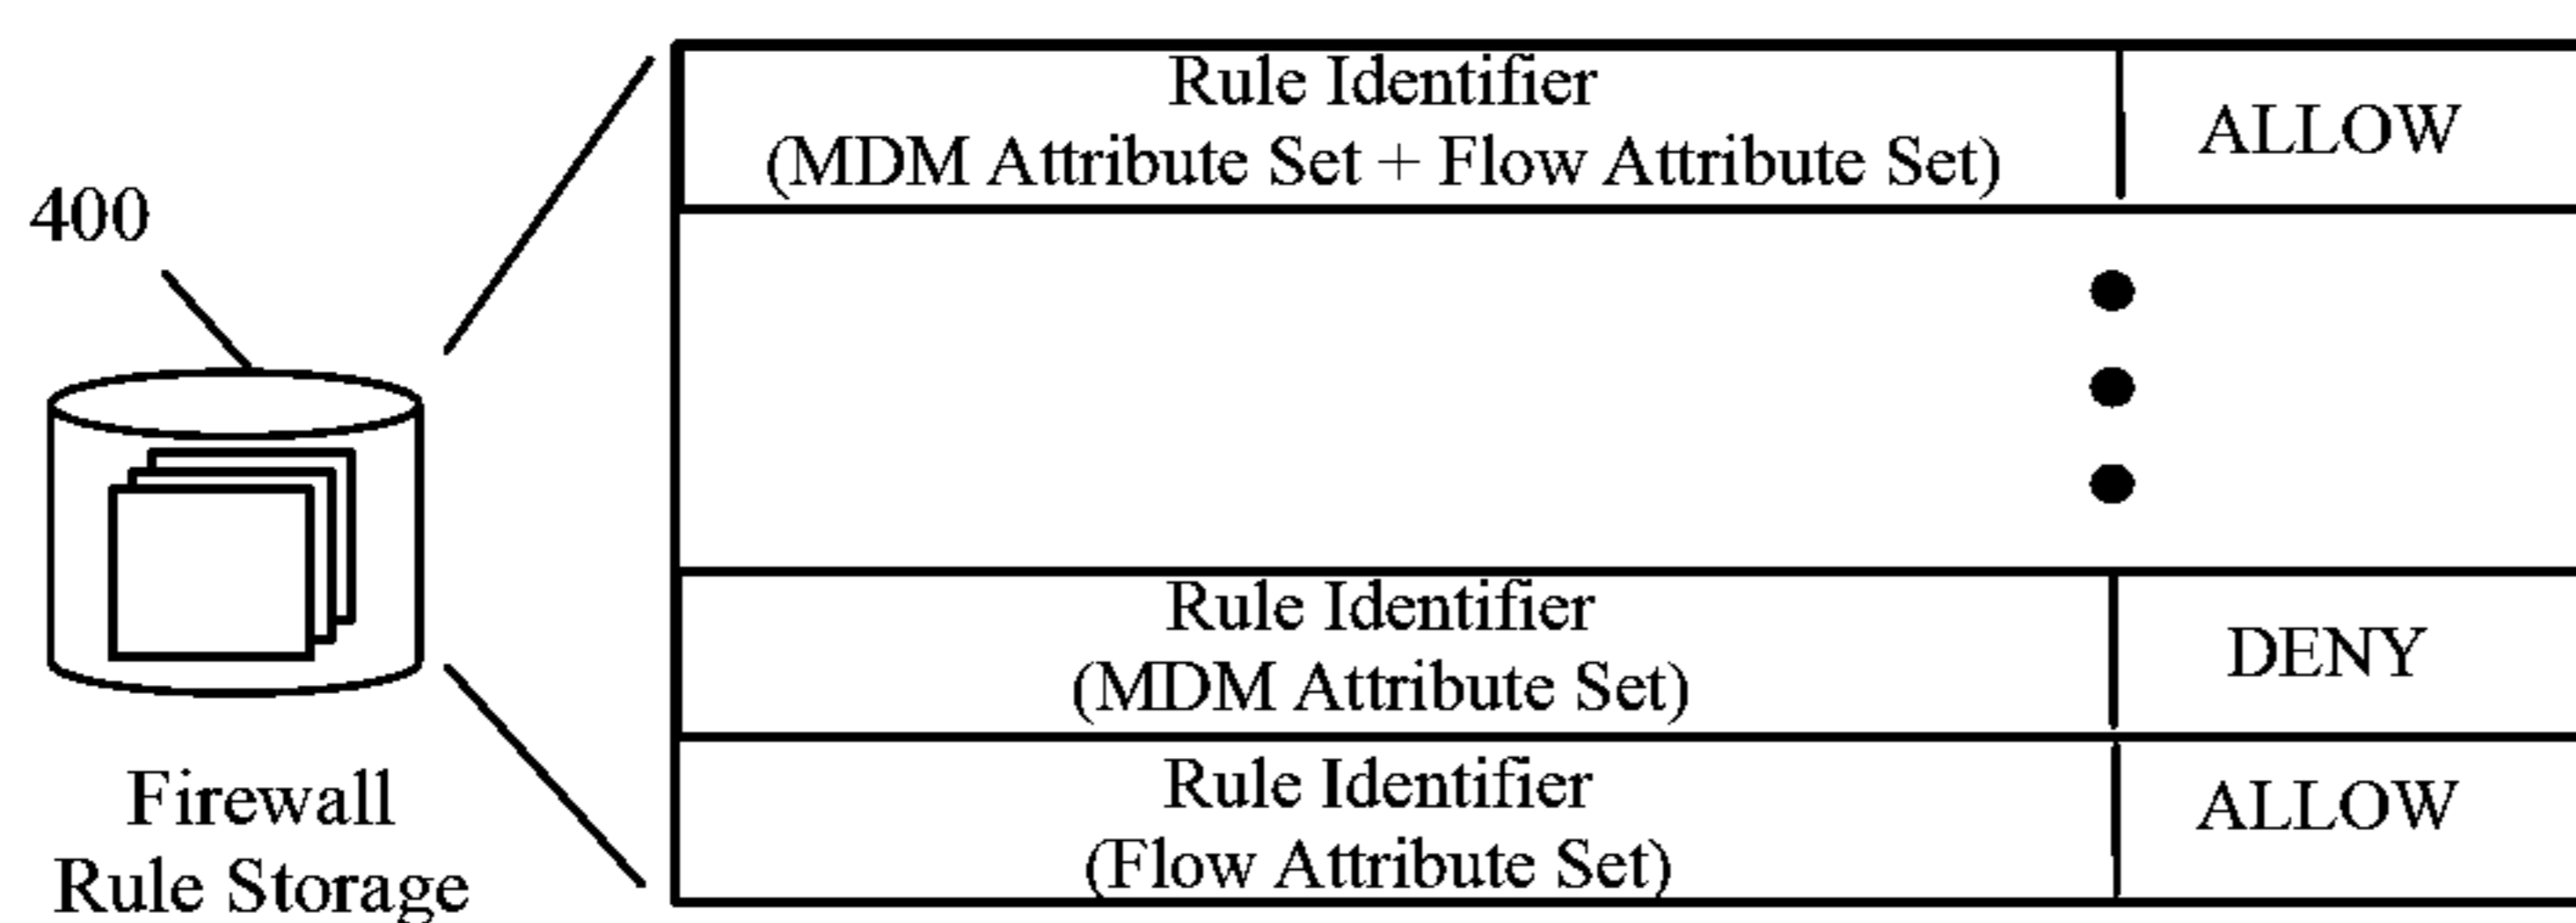 400
Firewall
Rule Storage
Rule Identifier
(MDM Attribute Set + Flow Attribute Set)
ALLOW
Rule Identifier
(MDM Attribute Set)
DENY
Rule Identifier
(Flow Attribute Set)
ALLOW